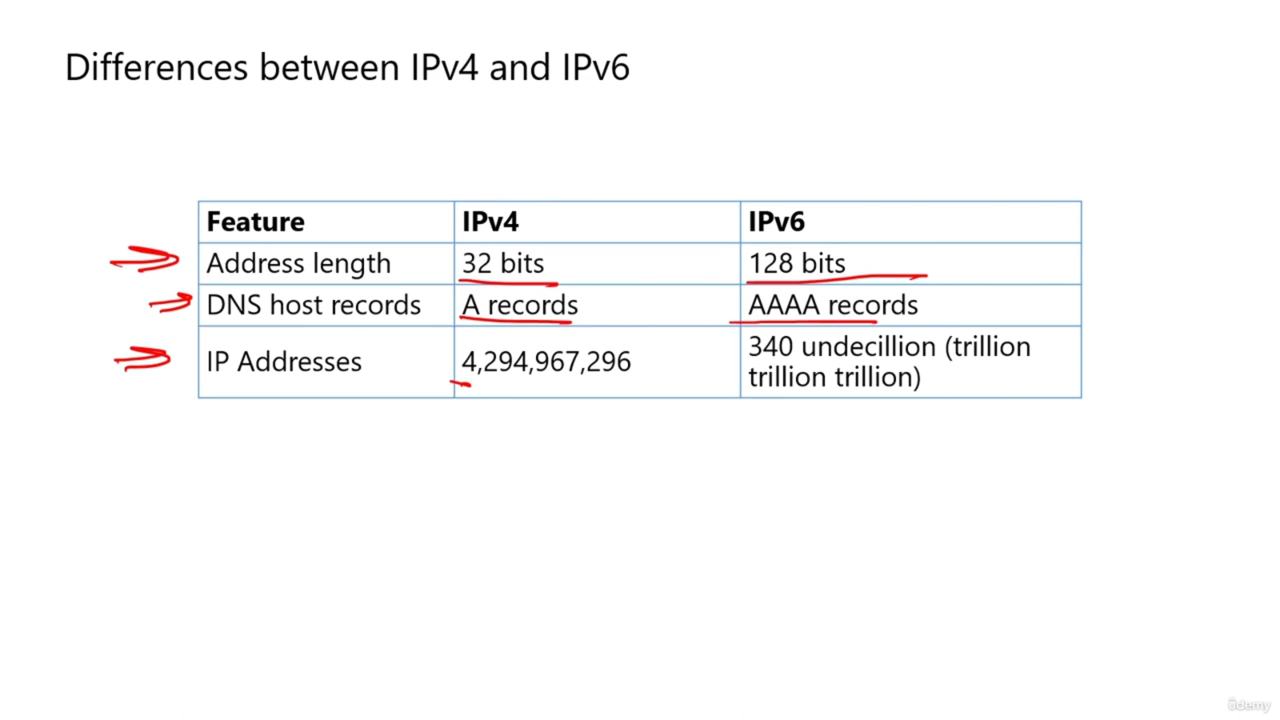 Differences between IPv4 and IPv6
Feature IPv4 IPv6
Address length 32 bits 128 bits
DNS host records A records AAAA records
IP Addresses 4,294,967,296 340 undecillion (trillion
trillion trillion)
ûdemy